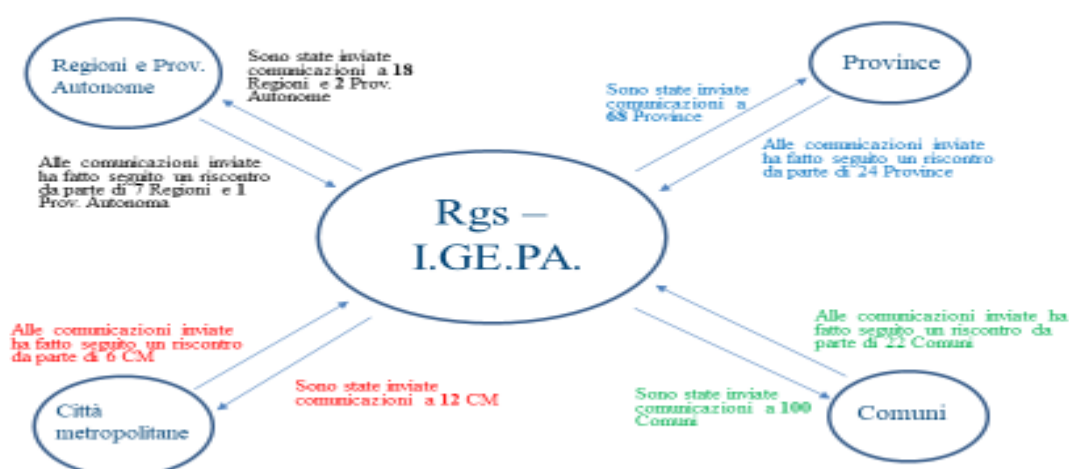 Regioni e Prov.
Autonome
Sono state inviate
comunicazioni a 18
Regioni e 2 Prov.
Autonome
Alle comunicazioni inviate
ha fatto seguito un riscontro
da parte di 7 Regioni e 1
Prov. Autonoma
Province
Sono state inviate
comunicazioni a
68 Province
Alle comunicazioni inviate
ha fatto seguito un riscontro
da parte di 24 Province
Rgs –
I.GE.PA.
Alle comunicazioni inviate
ha fatto seguito un riscontro
da parte di 6 CM
Sono state inviate
comunicazioni a 12 CM
Città
metropolitane
Alle comunicazioni inviate ha
fatto seguito un riscontro da
parte di 22 Comuni
Sono state inviate
comunicazioni a 100
Comuni
Comuni